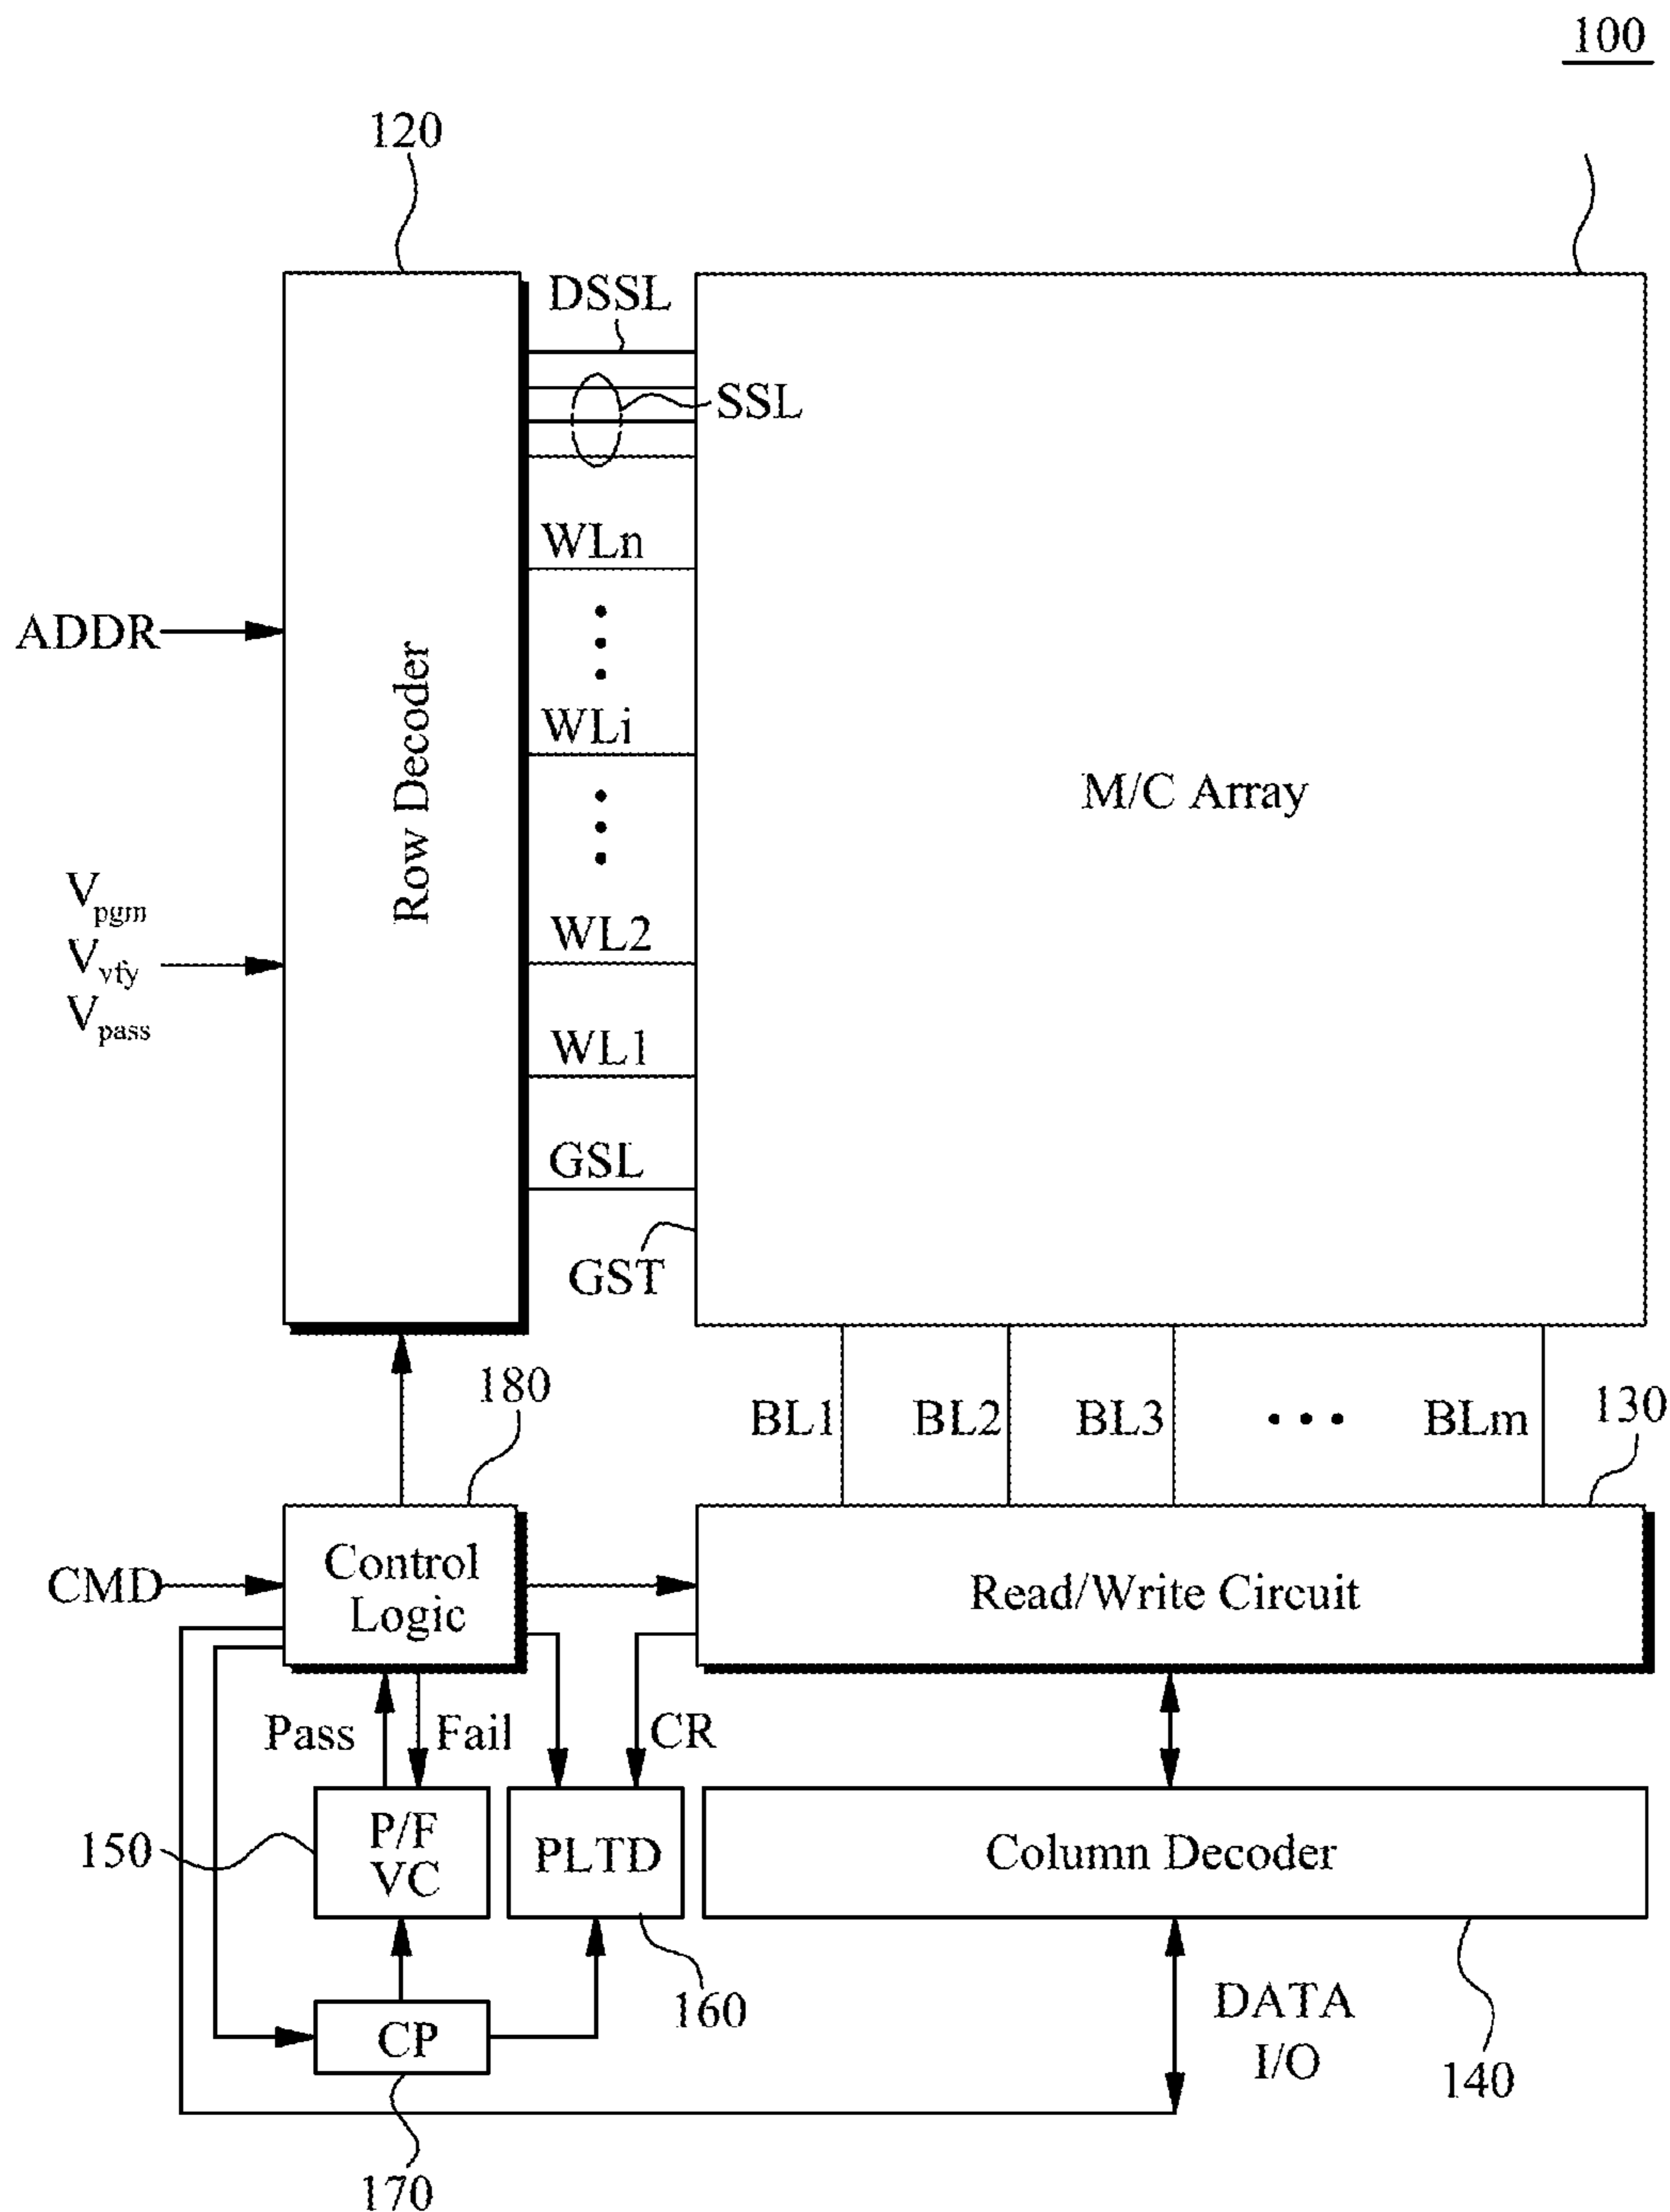 100
120
DSSL
SSL
WLn
ADDR
WLi
Row Decoder
M/C Array
Vpgm
Vvfy
Vpass
WL2
WL1
GSL
GST
180
BL1 BL2 BL3 ••• BLm
130
CMD
Control
Logic
Read/Write Circuit
Pass
Fail
CR
150
P/F
VC
PLTD
Column Decoder
160
CP
DATA
I/O
140
170